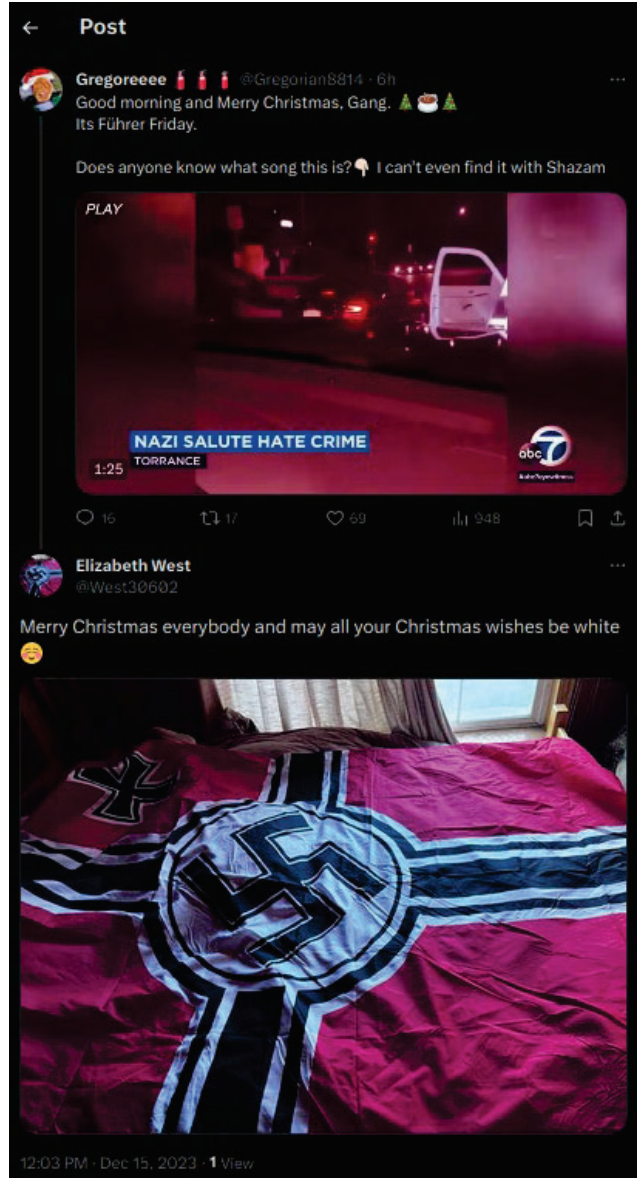 Post
Gregoreeee @Gregorian8814 · 6h
Good morning and Merry Christmas, Gang. 🎄☕🎄
Its Führer Friday.
Does anyone know what song this is?👇🏻 I can't even find it with Shazam
PLAY
NAZI SALUTE HATE CRIME
TORRANCE
1:25
abc 7
16 17 69 948
Elizabeth West
@West30602
Merry Christmas everybody and may all your Christmas wishes be white
☺️
12:03 PM · Dec 15, 2023 · 1 View